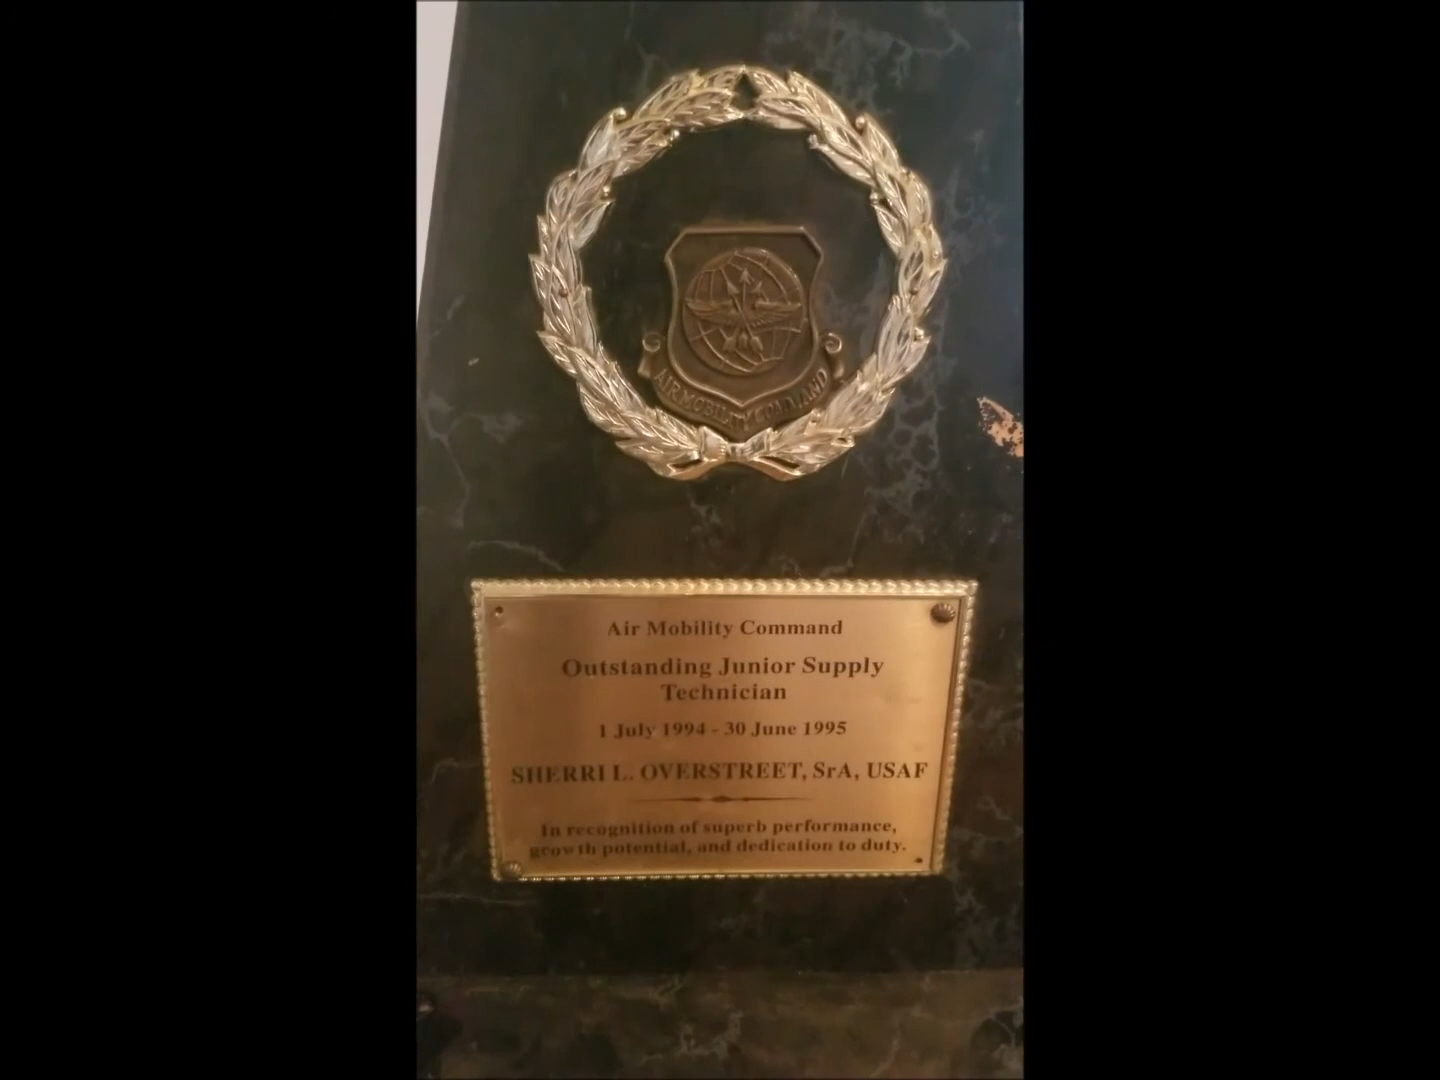 AIR MOBILITY COMMAND
Air Mobility Command
Outstanding Junior Supply
Technician
1 July 1994 - 30 June 1995
SHERRI L. OVERSTREET, SrA, USAF
In recognition of superb performance,
growth potential, and dedication to duty.